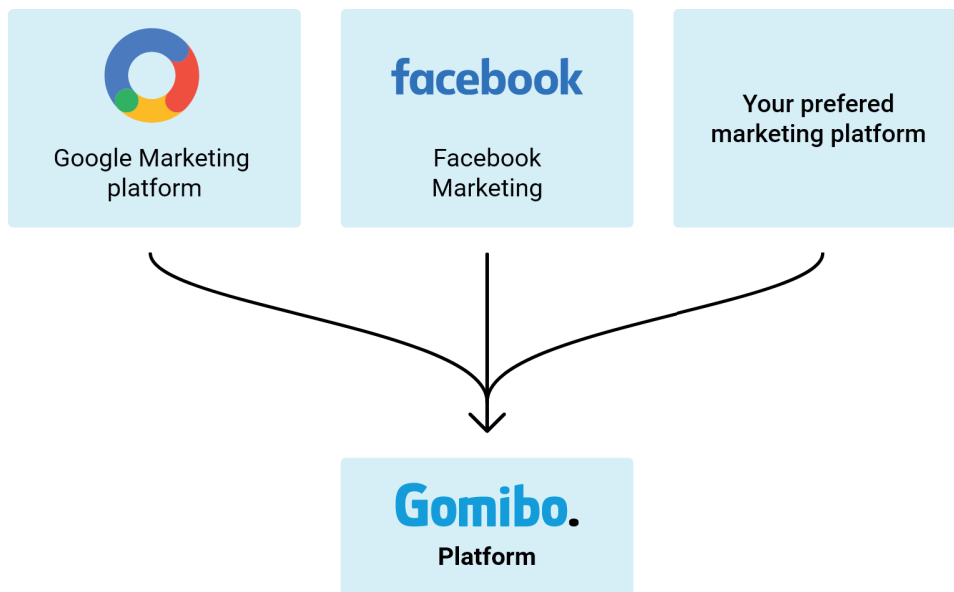 Google Marketing
platform
facebook
Facebook
Marketing
Your prefered
marketing platform
Gomibo.
Platform